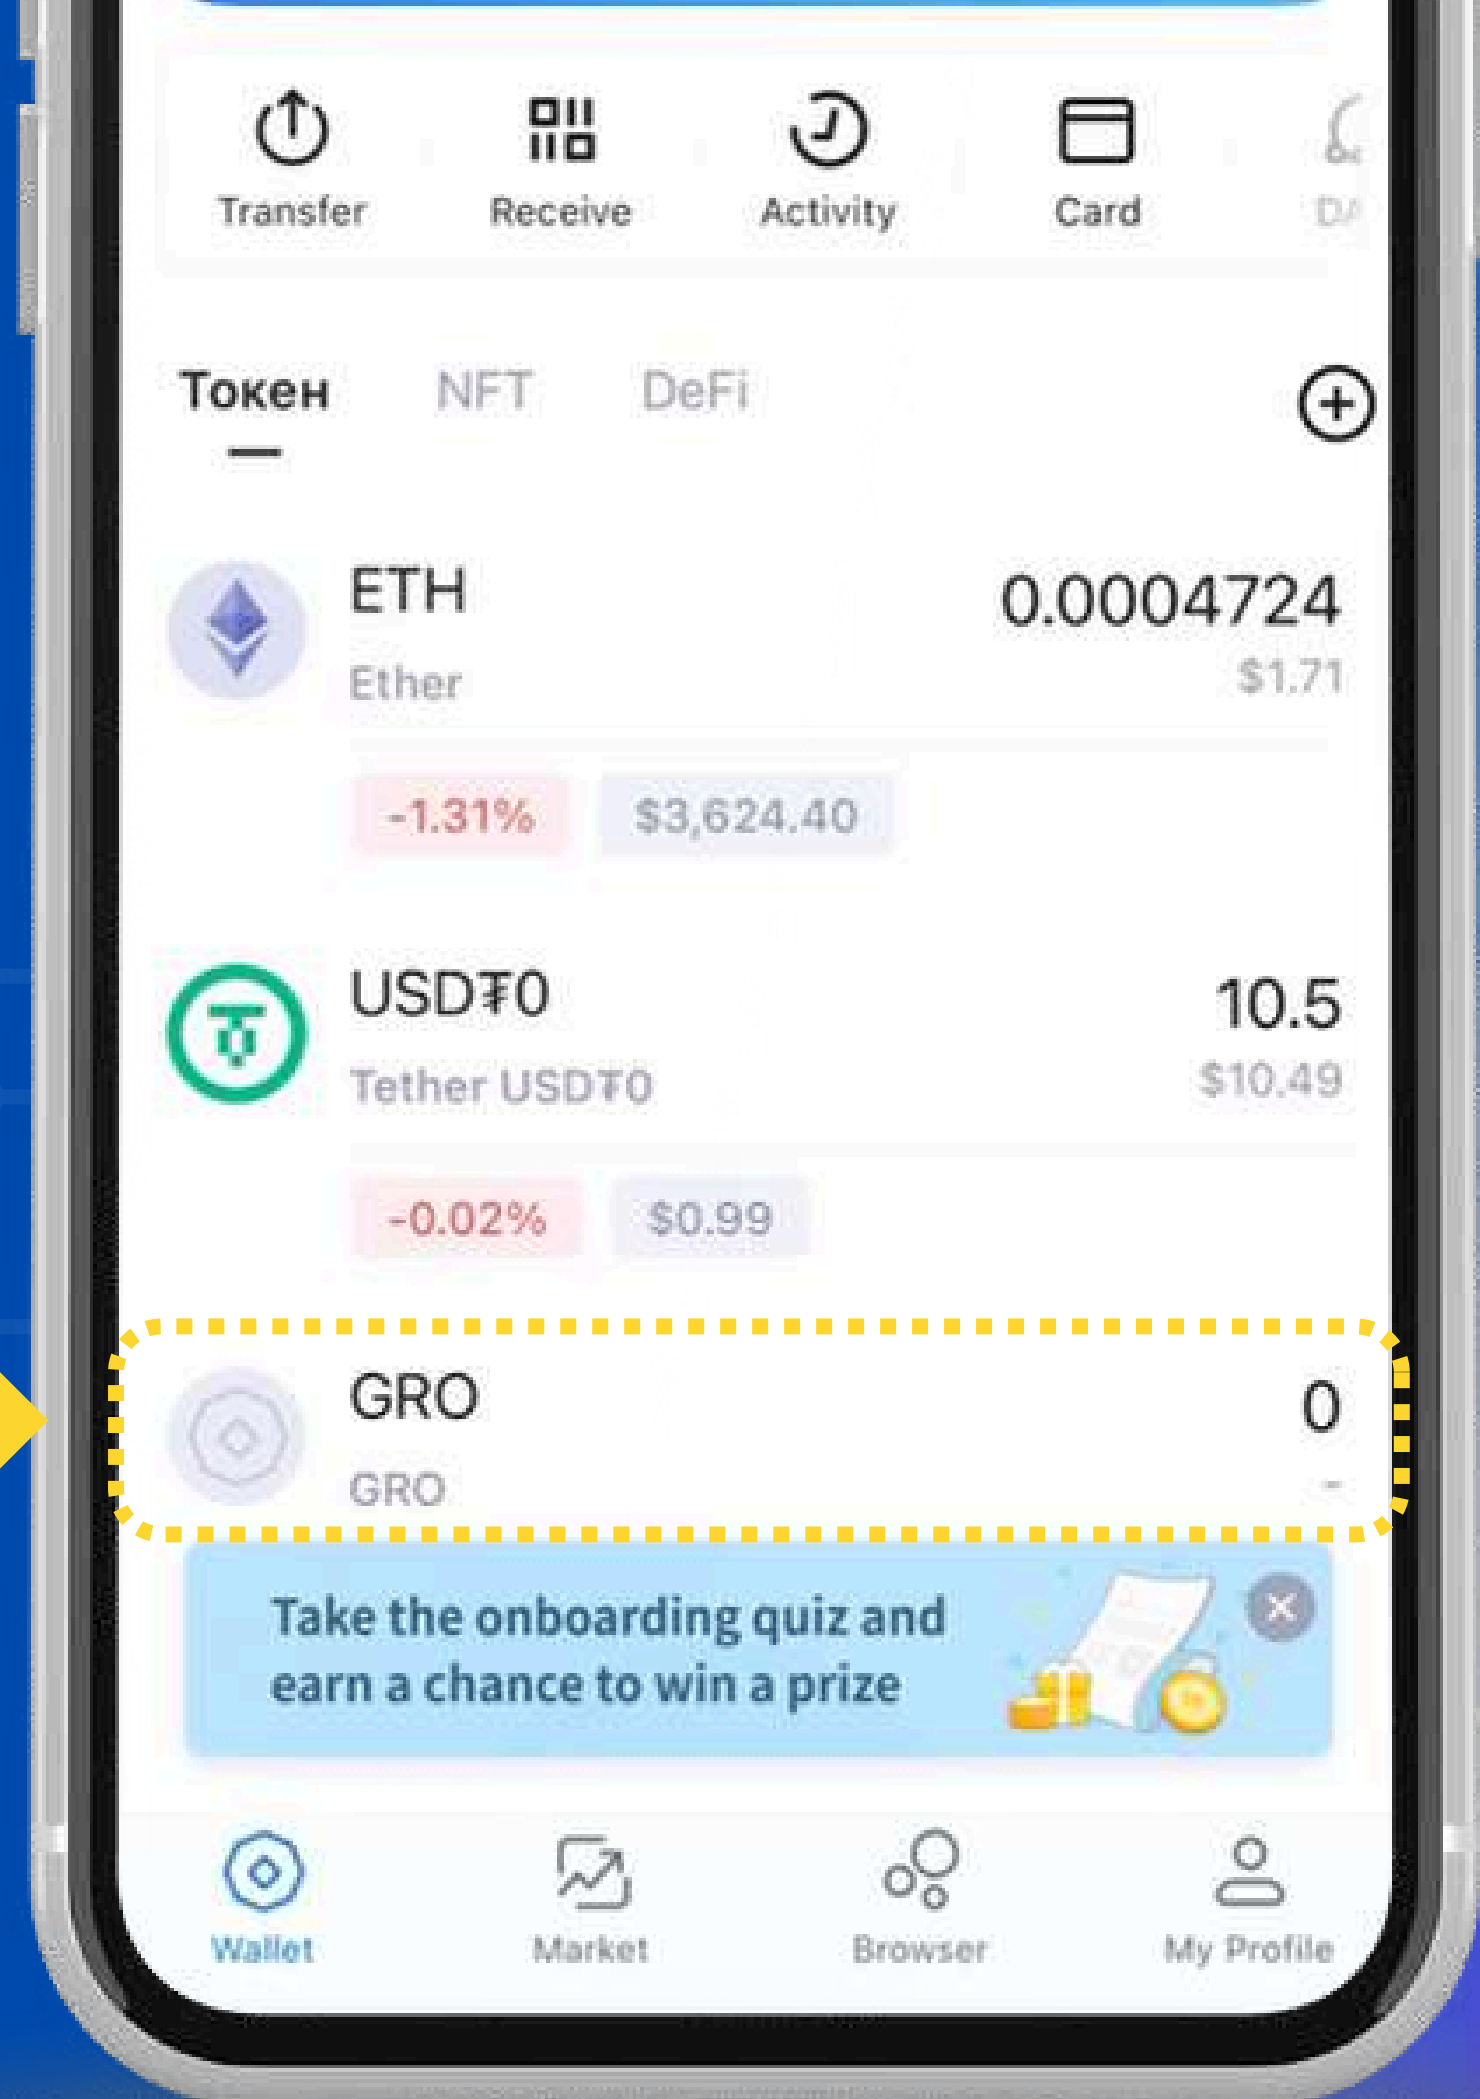 Transfer Receive Activity Card DA
Токен NFT DeFi
ETH 0.0004724
Ether $1.71
-1.31% $3,624.40
USD₮0 10.5
Tether USD₮0 $10.49
-0.02% $0.99
GRO 0
GRO -
Take the onboarding quiz and
earn a chance to win a prize
Wallet Market Browser My Profile